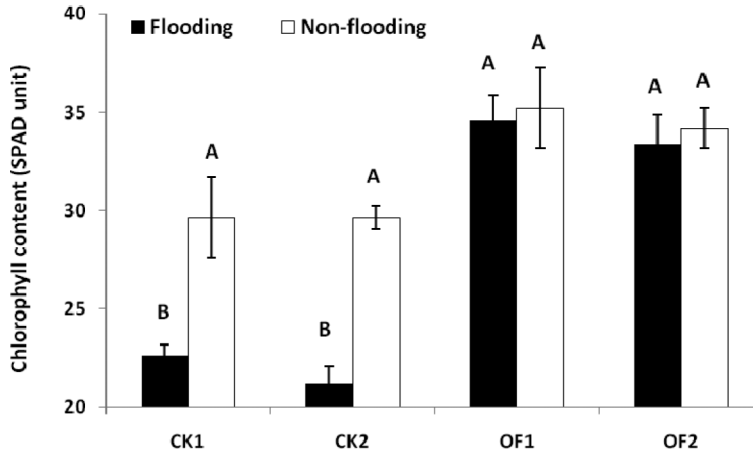 40
Flooding Non-flooding
A A
A A
35
A A
30
25
B B
20
Chlorophyll content (SPAD unit)
CK1 CK2 OF1 OF2